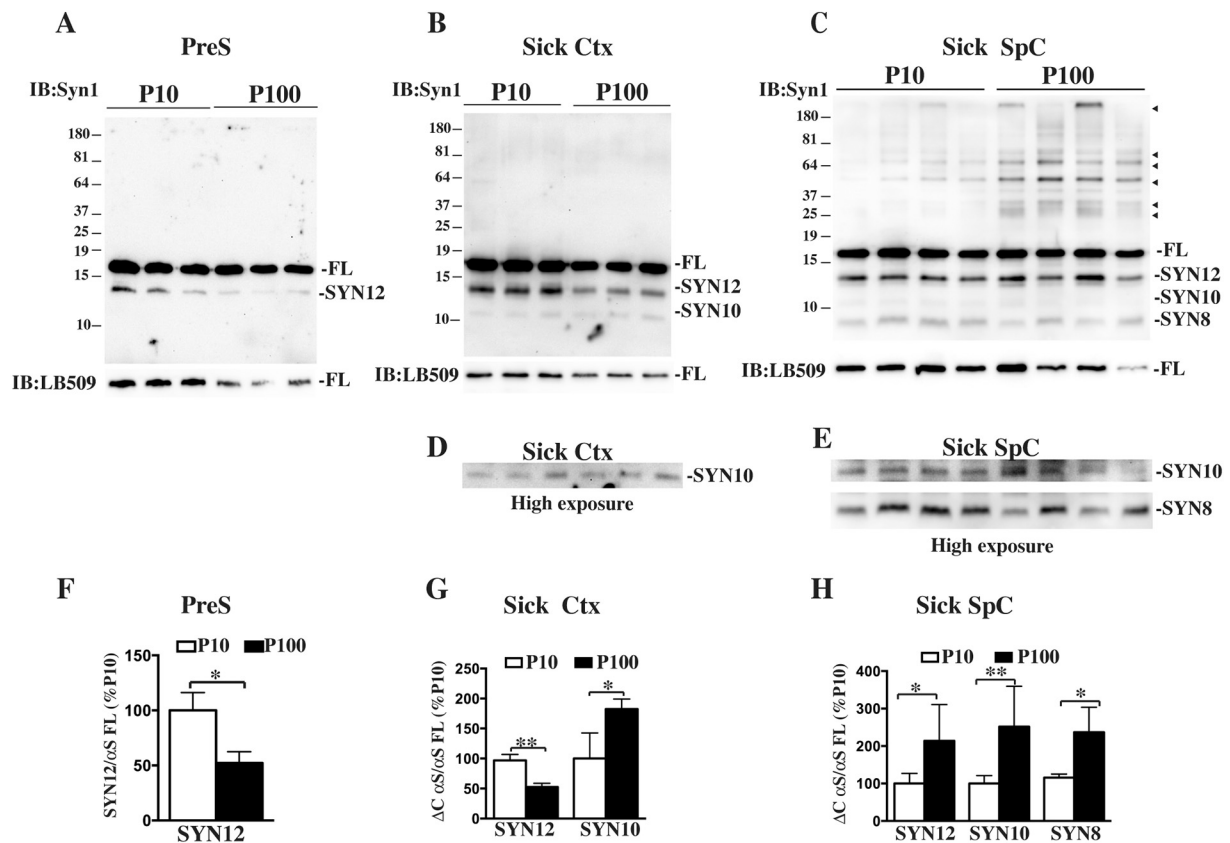 A
PreS
IB:Syn1
P10
P100
180
81
64
37
25
19
15
10
-FL
-SYN12
IB:LB509
-FL
B
Sick Ctx
IB:Syn1
P10
P100
180
81
64
37
25
19
15
10
-FL
-SYN12
-SYN10
IB:LB509
-FL
C
Sick SpC
IB:Syn1
P10
P100
180
81
64
37
25
19
15
10
-FL
-SYN12
-SYN10
-SYN8
IB:LB509
-FL
D
Sick Ctx
-SYN10
High exposure
E
Sick SpC
-SYN10
-SYN8
High exposure
F
PreS
P10 P100
SYN12/αS FL (%P10)
150
100
50
0
*
SYN12
G
Sick Ctx
P10 P100
ΔC αS/αS FL (%P10)
250
200
150
100
50
0
**
*
SYN12 SYN10
H
Sick SpC
P10 P100
ΔC αS/αS FL (%P10)
400
300
200
100
0
*
**
*
SYN12 SYN10 SYN8